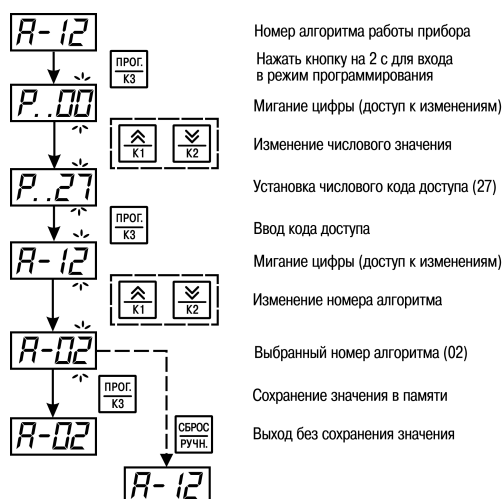 A-12
Номер алгоритма работы прибора
ПРОГ.
К3
Нажать кнопку на 2 с для входа
в режим программирования
P..00
Мигание цифры (доступ к изменениям)
К1
К2
Изменение числового значения
P..27
Установка числового кода доступа (27)
ПРОГ.
К3
Ввод кода доступа
A-12
Мигание цифры (доступ к изменениям)
К1
К2
Изменение номера алгоритма
A-02
Выбранный номер алгоритма (02)
ПРОГ.
К3
Сохранение значения в памяти
A-02
СБРОС
РУЧН.
Выход без сохранения значения
A-12